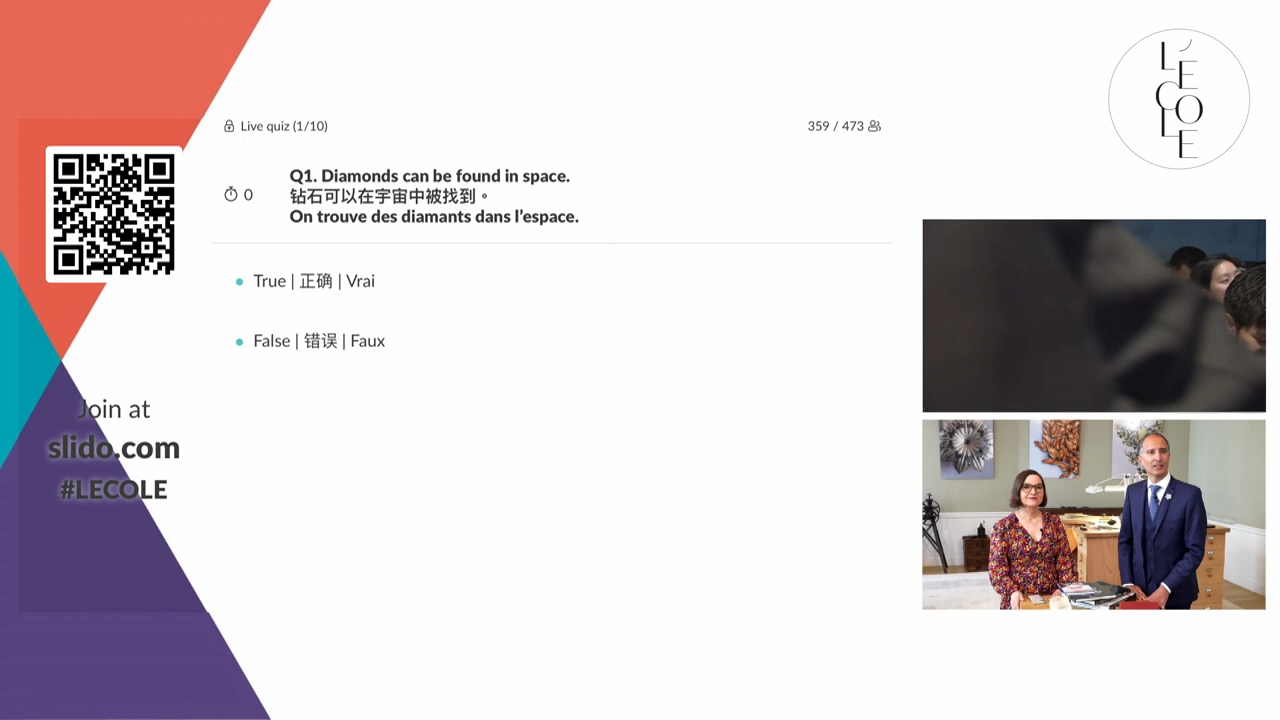 L'ÉCOLE
Live quiz (1/10)
359 / 473
0
Q1. Diamonds can be found in space.
钻石可以在宇宙中被找到。
On trouve des diamants dans l’espace.
True | 正确 | Vrai
False | 错误 | Faux
Join at
slido.com
#LECOLE